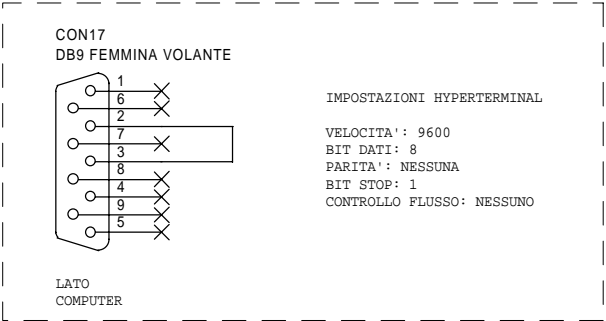 CON17
DB9 FEMMINA VOLANTE
1
6
2
7
3
8
4
9
5
IMPOSTAZIONI HYPERTERMINAL
VELOCITA': 9600
BIT DATI: 8
PARITA': NESSUNA
BIT STOP: 1
CONTROLLO FLUSSO: NESSUNO
LATO
COMPUTER